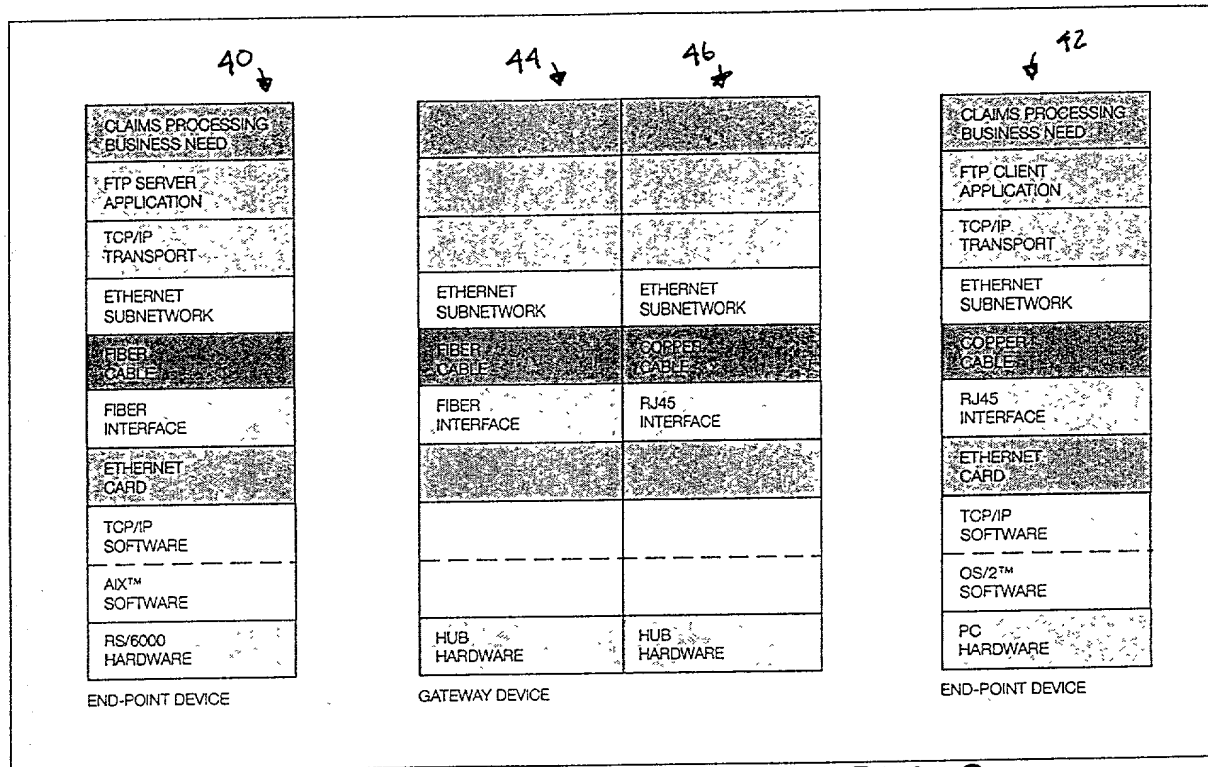 40
44
46
42
CLAIMS PROCESSING
BUSINESS NEED
FTP SERVER
APPLICATION
TCP/IP
TRANSPORT
ETHERNET
SUBNETWORK
FIBER
CABLE
FIBER
INTERFACE
ETHERNET
CARD
TCP/IP
SOFTWARE
AIX™
SOFTWARE
RS/6000
HARDWARE
END-POINT DEVICE
ETHERNET
SUBNETWORK
FIBER
CABLE
FIBER
INTERFACE
HUB
HARDWARE
ETHERNET
SUBNETWORK
COPPER
CABLE
RJ45
INTERFACE
HUB
HARDWARE
GATEWAY DEVICE
CLAIMS PROCESSING
BUSINESS NEED
FTP CLIENT
APPLICATION
TCP/IP
TRANSPORT
ETHERNET
SUBNETWORK
COPPER
CABLE
RJ45
INTERFACE
ETHERNET
CARD
TCP/IP
SOFTWARE
OS/2™
SOFTWARE
PC
HARDWARE
END-POINT DEVICE